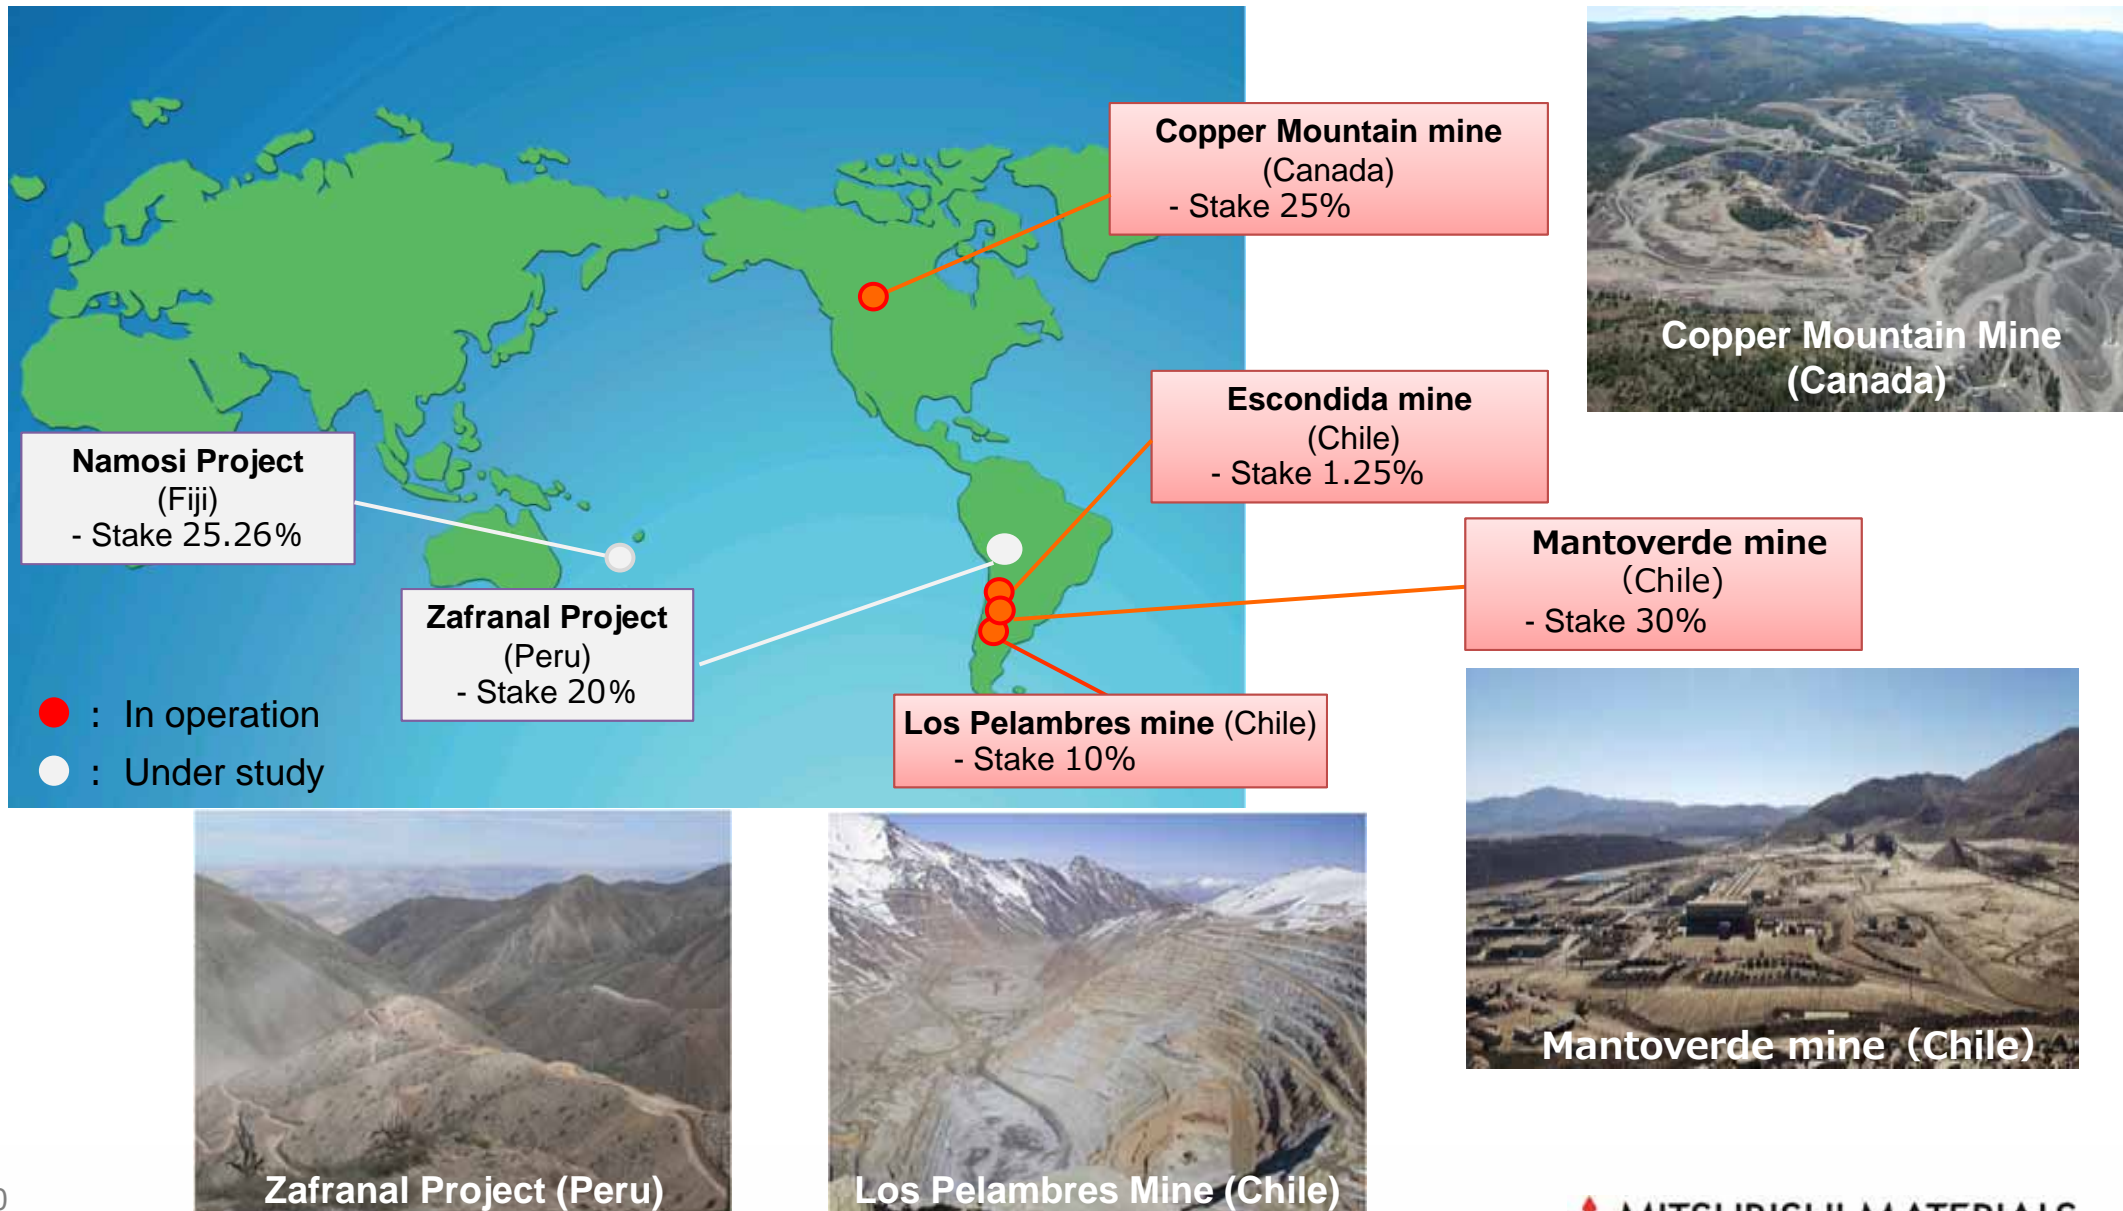 Copper Mountain mine
(Canada)
- Stake 25%
Copper Mountain Mine
(Canada)
Escondida mine
(Chile)
- Stake 1.25%
Namosi Project
(Fiji)
- Stake 25.26%
Mantoverde mine
(Chile)
- Stake 30%
Zafranal Project
(Peru)
- Stake 20%
Los Pelambres mine (Chile)
- Stake 10%
: In operation
: Under study
Mantoverde mine (Chile)
Zafranal Project (Peru)
Los Pelambres Mine (Chile)
MITSUBISHI MATERIALS